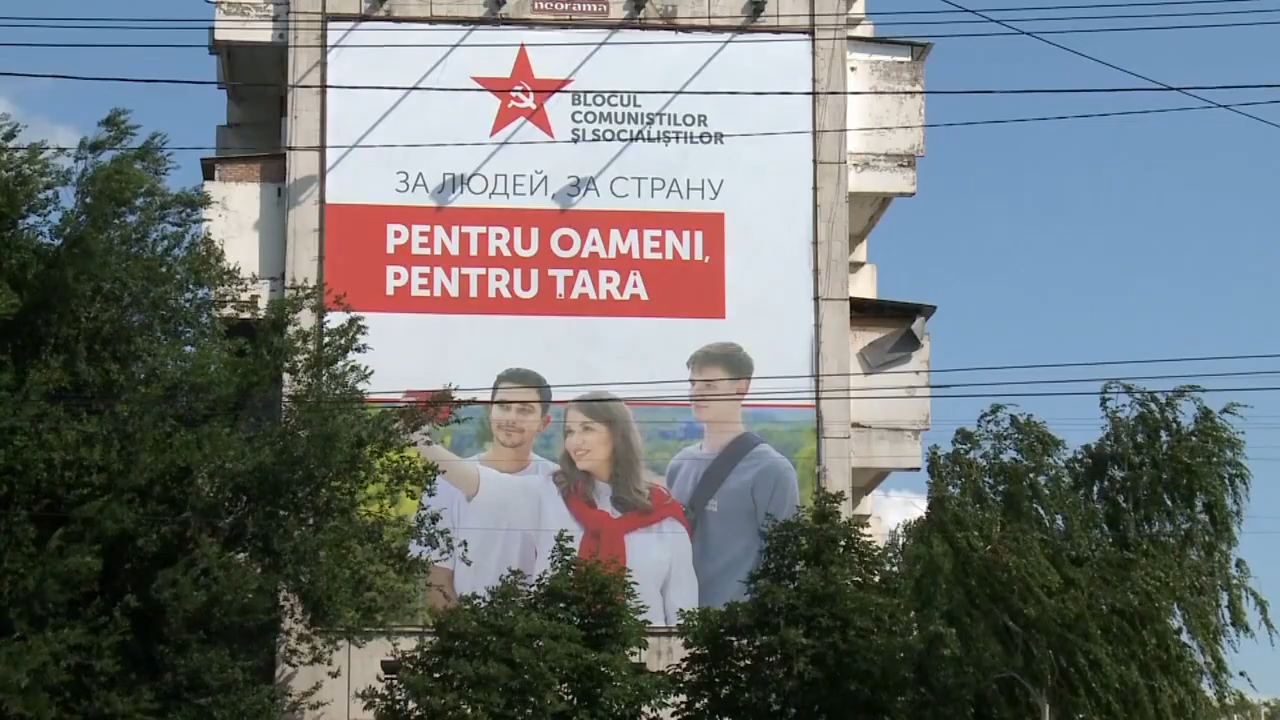 neorama
BLOCUL
COMUNIȘTILOR
ȘI SOCIALIȘTILOR
ЗА ЛЮДЕЙ, ЗА СТРАНУ
PENTRU OAMENI,
PENTRU ȚARĂ